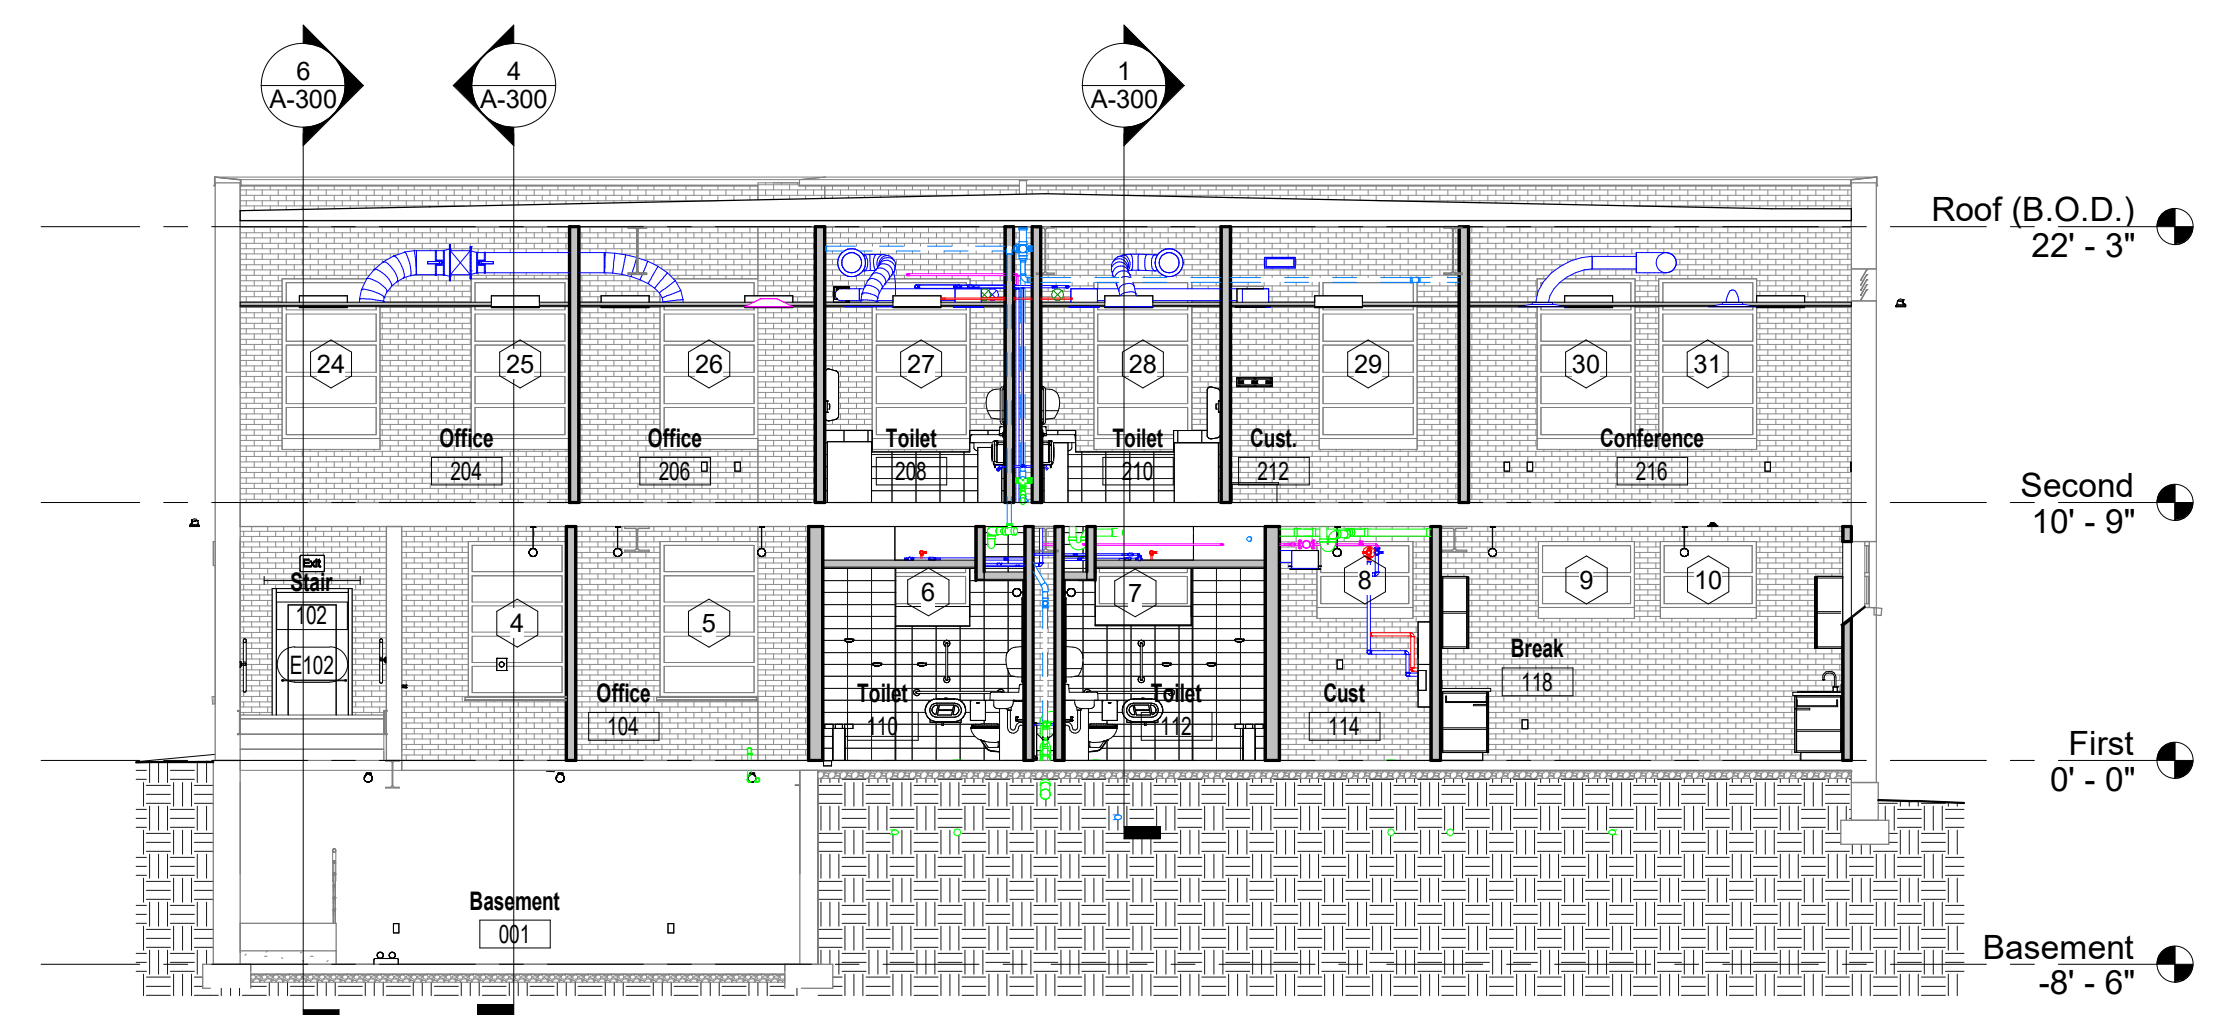 6
A-300
4
A-300
1
A-300
Roof (B.O.D.)
22' - 3"
24
25
26
27
28
29
30
31
Office
204
Office
206
Toilet
208
Toilet
210
Cust.
212
Conference
216
Second
10' - 9"
Exit
Stair
102
E102
4
5
6
7
8
9
10
Office
104
Toilet
110
Toilet
112
Cust
114
Break
118
First
0' - 0"
Basement
001
Basement
-8' - 6"